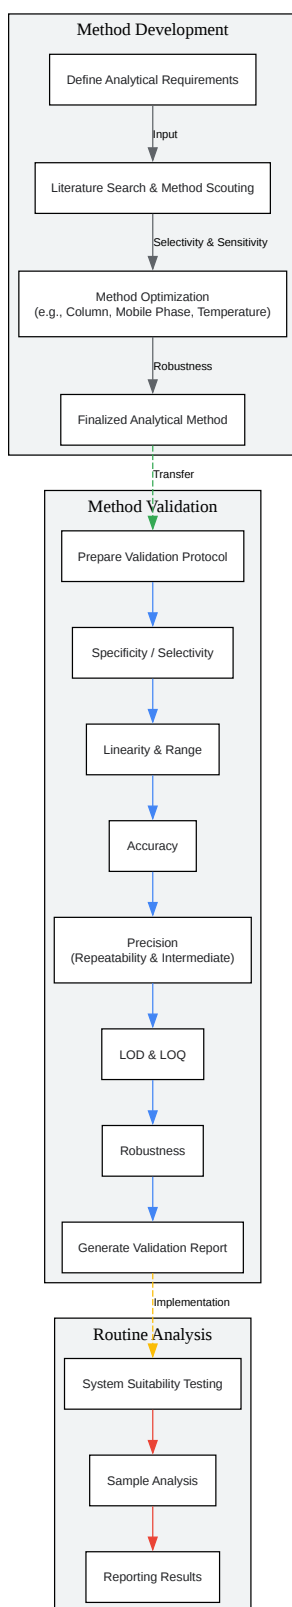 Method Development
Define Analytical Requirements
Input
Literature Search & Method Scouting
Selectivity & Sensitivity
Method Optimization
(e.g., Column, Mobile Phase, Temperature)
Robustness
Finalized Analytical Method
Transfer
Method Validation
Prepare Validation Protocol
Specificity / Selectivity
Linearity & Range
Accuracy
Precision
(Repeatability & Intermediate)
LOD & LOQ
Robustness
Generate Validation Report
Implementation
Routine Analysis
System Suitability Testing
Sample Analysis
Reporting Results